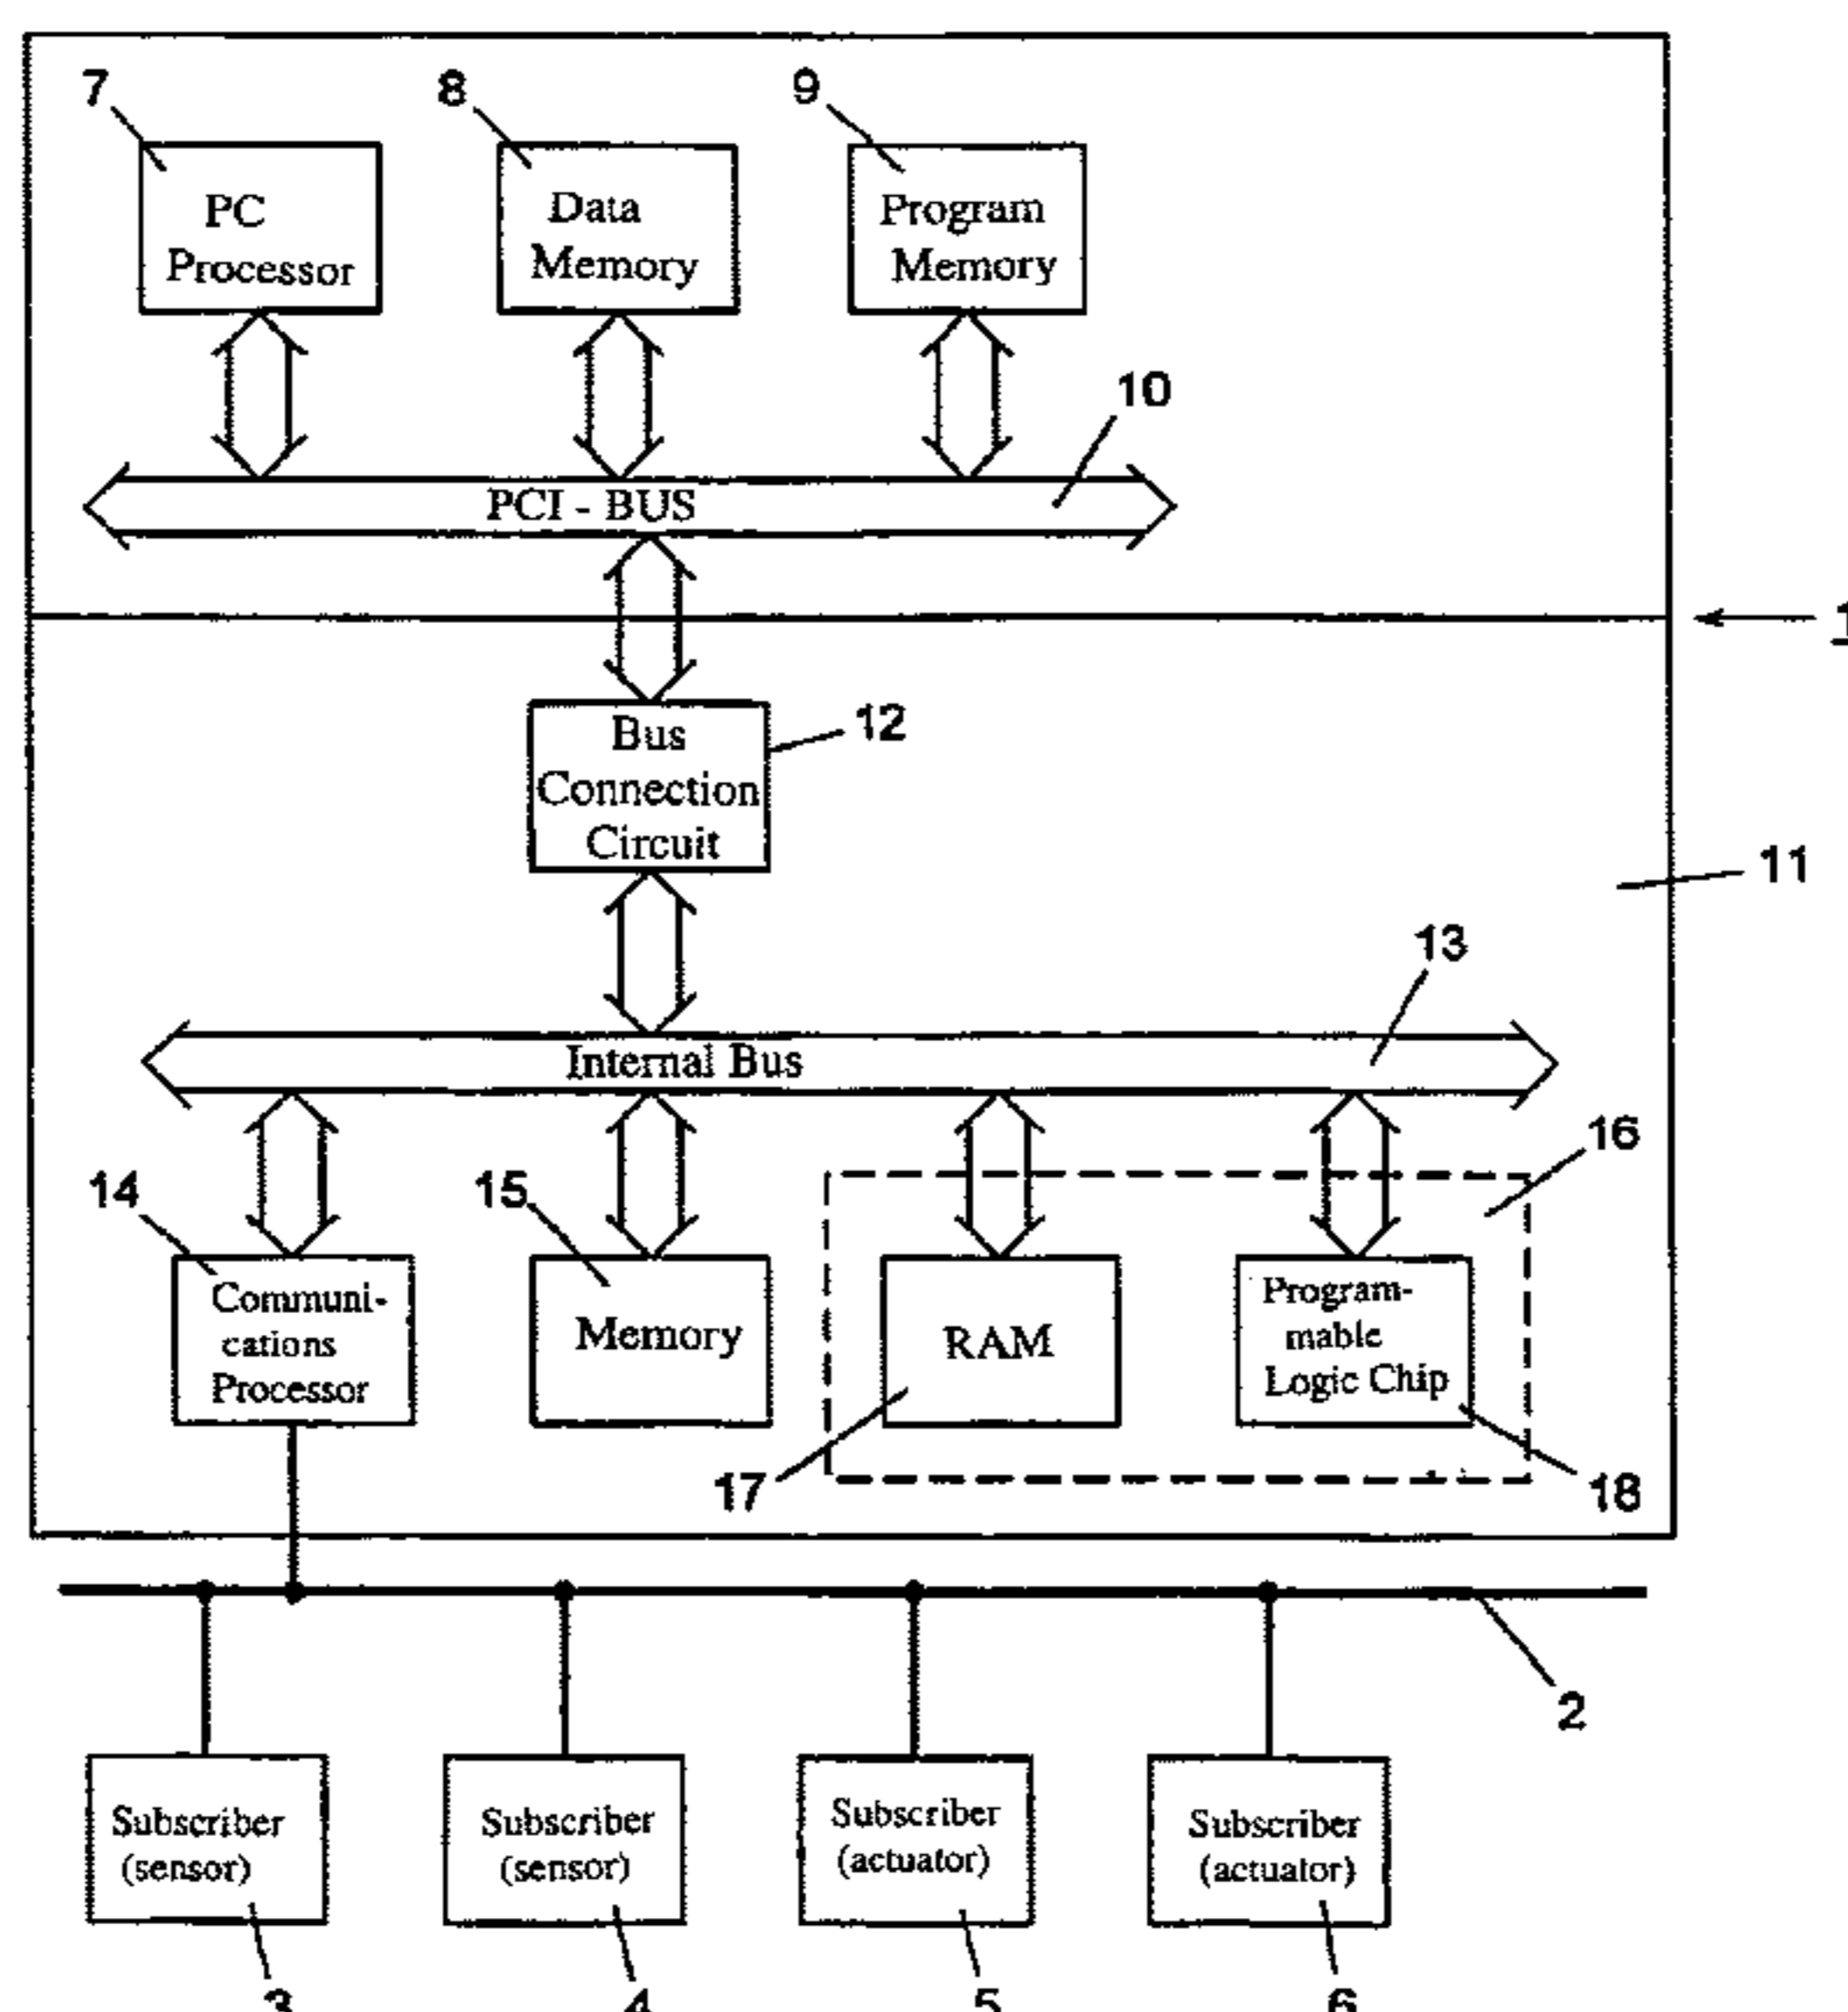 7
8
9
PC
Processor
Data
Memory
Program
Memory
10
PCI - BUS
1
Bus
Connection
Circuit
12
11
13
Internal Bus
16
14
15
Communi-
cations
Processor
Memory
RAM
Program-
mable
Logic Chip
17
18
2
Subscriber
(sensor)
Subscriber
(sensor)
Subscriber
(actuator)
Subscriber
(actuator)
3
4
5
6